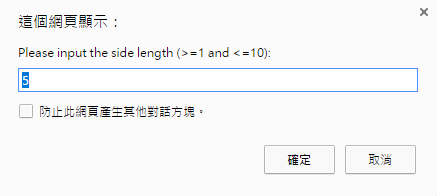 這個網頁顯示：
Please input the side length (>=1 and <=10):
5
防止此網頁產生其他對話方塊。
確定
取消